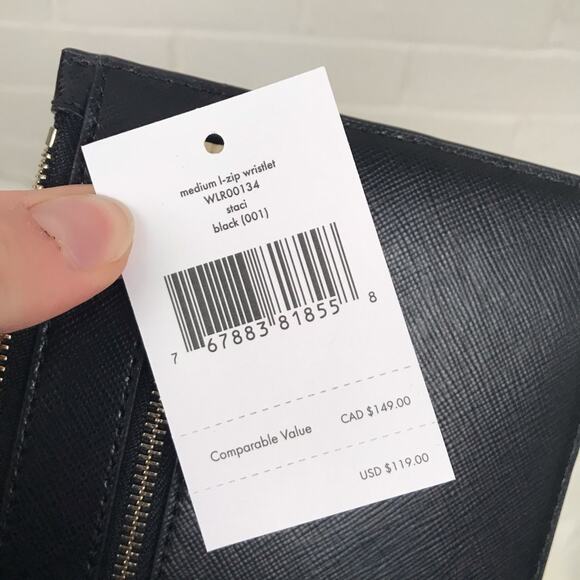 medium l-zip wristlet
WLR00134
staci
black (001)
7 67883 81855 8
Comparable Value CAD $149.00
USD $119.00